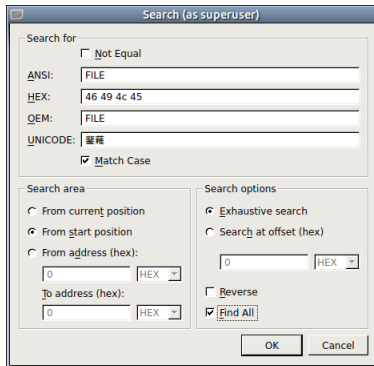 Search (as superuser)
Search for
Not Equal
ANSI: FILE
HEX: 46 49 4c 45
OEM: FILE
UNICODE: 䥆䕌
Match Case
Search area
From current position
From start position
From address (hex):
0 HEX
To address (hex):
0 HEX
Search options
Exhaustive search
Search at offset (hex)
0 HEX
Reverse
Find All
OK Cancel